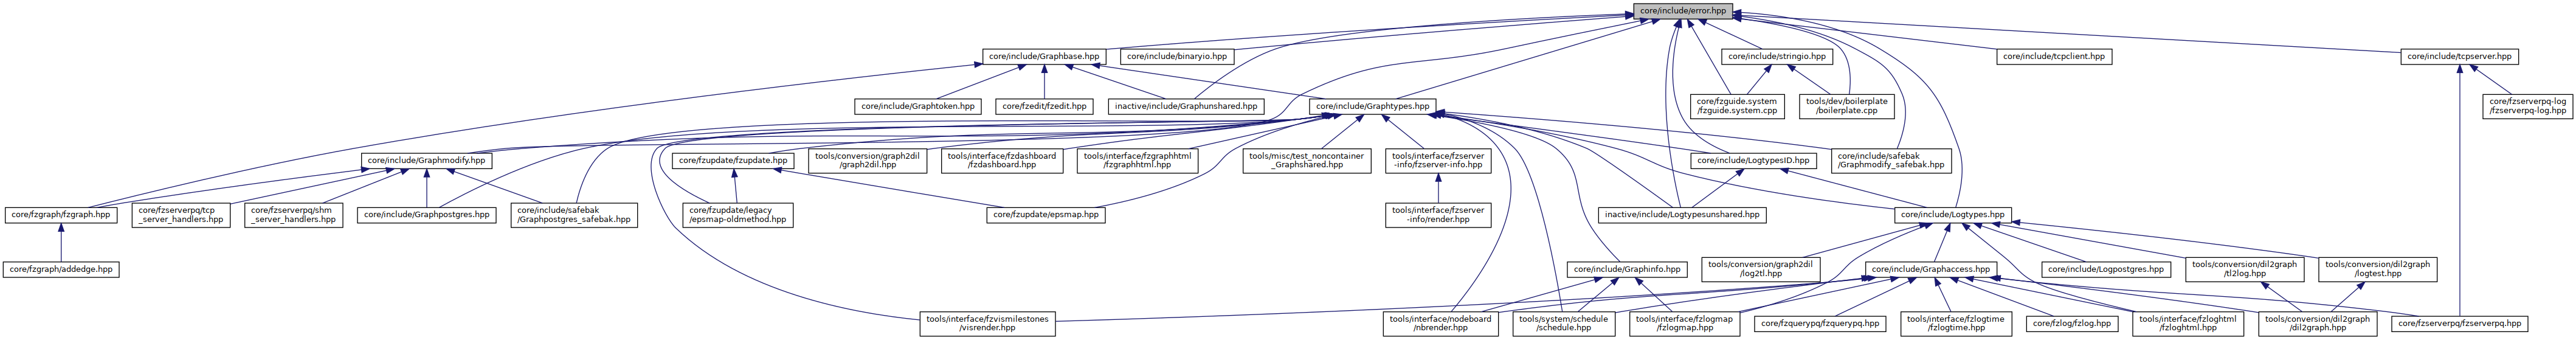 core/include/error.hpp
core/include/Graphbase.hpp
core/include/binaryio.hpp
core/include/stringio.hpp
core/include/tcpclient.hpp
core/include/tcpserver.hpp
core/include/Graphtoken.hpp
core/fzedit/fzedit.hpp
inactive/include/Graphunshared.hpp
core/include/Graphtypes.hpp
core/fzguide.system
/fzguide.system.cpp
tools/dev/boilerplate
/boilerplate.cpp
core/fzserverpq-log
/fzserverpq-log.hpp
core/include/Graphmodify.hpp
core/fzupdate/fzupdate.hpp
tools/conversion/graph2dil
/graph2dil.hpp
tools/interface/fzdashboard
/fzdashboard.hpp
tools/interface/fzgraphhtml
/fzgraphhtml.hpp
tools/misc/test_noncontainer
_Graphshared.hpp
tools/interface/fzserver
-info/fzserver-info.hpp
core/include/LogtypesID.hpp
core/include/safebak
/Graphmodify_safebak.hpp
core/fzgraph/fzgraph.hpp
core/fzserverpq/tcp
_server_handlers.hpp
core/fzserverpq/shm
_server_handlers.hpp
core/include/Graphpostgres.hpp
core/include/safebak
/Graphpostgres_safebak.hpp
core/fzupdate/legacy
/epsmap-oldmethod.hpp
core/fzupdate/epsmap.hpp
tools/interface/fzserver
-info/render.hpp
inactive/include/Logtypesunshared.hpp
core/include/Logtypes.hpp
core/fzgraph/addedge.hpp
core/include/Graphinfo.hpp
tools/conversion/graph2dil
/log2tl.hpp
core/include/Graphaccess.hpp
core/include/Logpostgres.hpp
tools/conversion/dil2graph
/tl2log.hpp
tools/conversion/dil2graph
/logtest.hpp
tools/interface/fzvismilestones
/visrender.hpp
tools/interface/nodeboard
/nbrender.hpp
tools/system/schedule
/schedule.hpp
tools/interface/fzlogmap
/fzlogmap.hpp
core/fzquerypq/fzquerypq.hpp
tools/interface/fzlogtime
/fzlogtime.hpp
core/fzlog/fzlog.hpp
tools/interface/fzloghtml
/fzloghtml.hpp
tools/conversion/dil2graph
/dil2graph.hpp
core/fzserverpq/fzserverpq.hpp